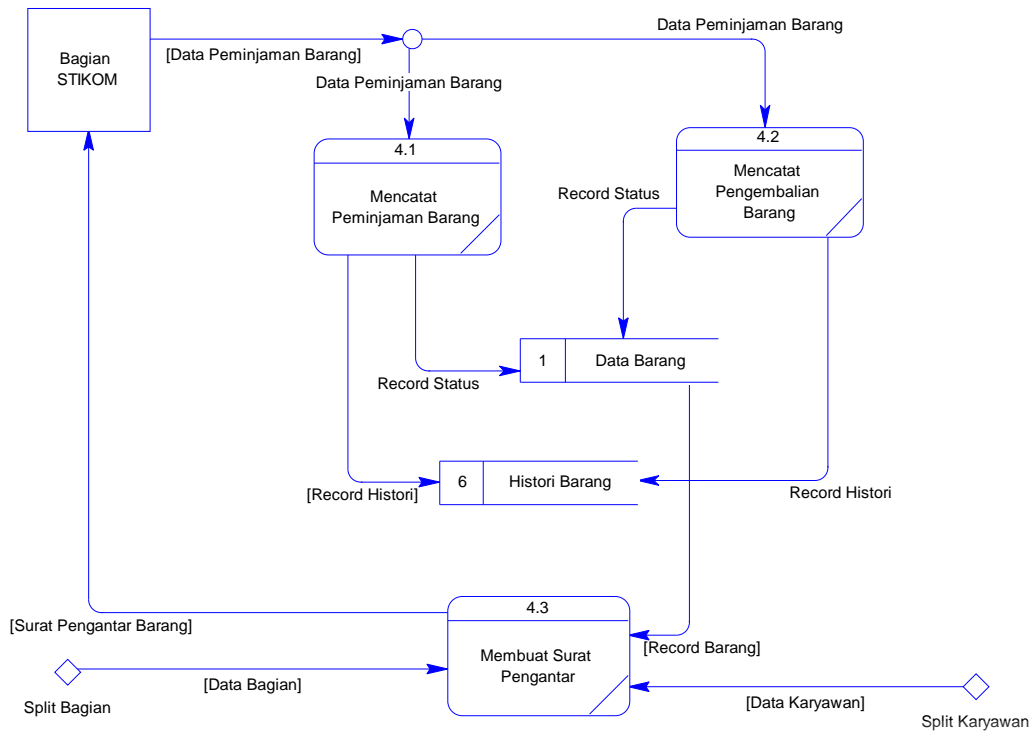 Data Peminjaman Barang
[Data Peminjaman Barang]
Bagian
STIKOM
Data Peminjaman Barang
4.1
Mencatat
Peminjaman Barang
4.2
Mencatat
Pengembalian
Barang
Record Status
1
Data Barang
Record Status
6
Histori Barang
[Record Histori]
Record Histori
4.3
Membuat Surat
Pengantar
[Surat Pengantar Barang]
[Record Barang]
[Data Bagian]
Split Bagian
[Data Karyawan]
Split Karyawan